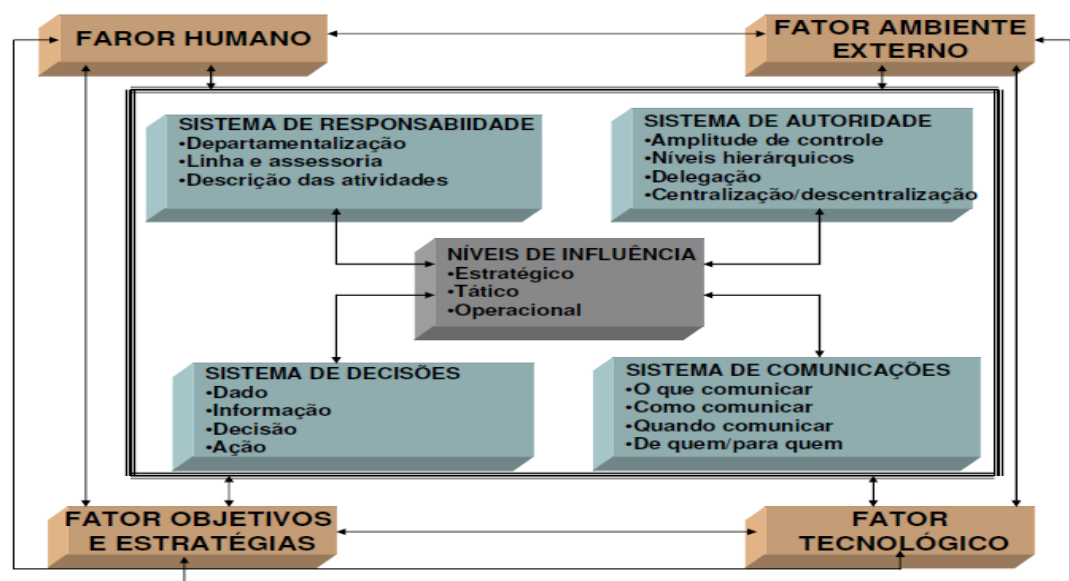 FAROR HUMANO
FATOR AMBIENTE
EXTERNO
SISTEMA DE RESPONSABIIDADE
•Departamentalização
•Linha e assessoria
•Descrição das atividades
SISTEMA DE AUTORIDADE
•Amplitude de controle
•Níveis hierárquicos
•Delegação
•Centralização/descentralização
NÍVEIS DE INFLUÊNCIA
•Estratégico
•Tático
•Operacional
SISTEMA DE DECISÕES
•Dado
•Informação
•Decisão
•Ação
SISTEMA DE COMUNICAÇÕES
•O que comunicar
•Como comunicar
•Quando comunicar
•De quem/para quem
FATOR OBJETIVOS
E ESTRATÉGIAS
FATOR
TECNOLÓGICO